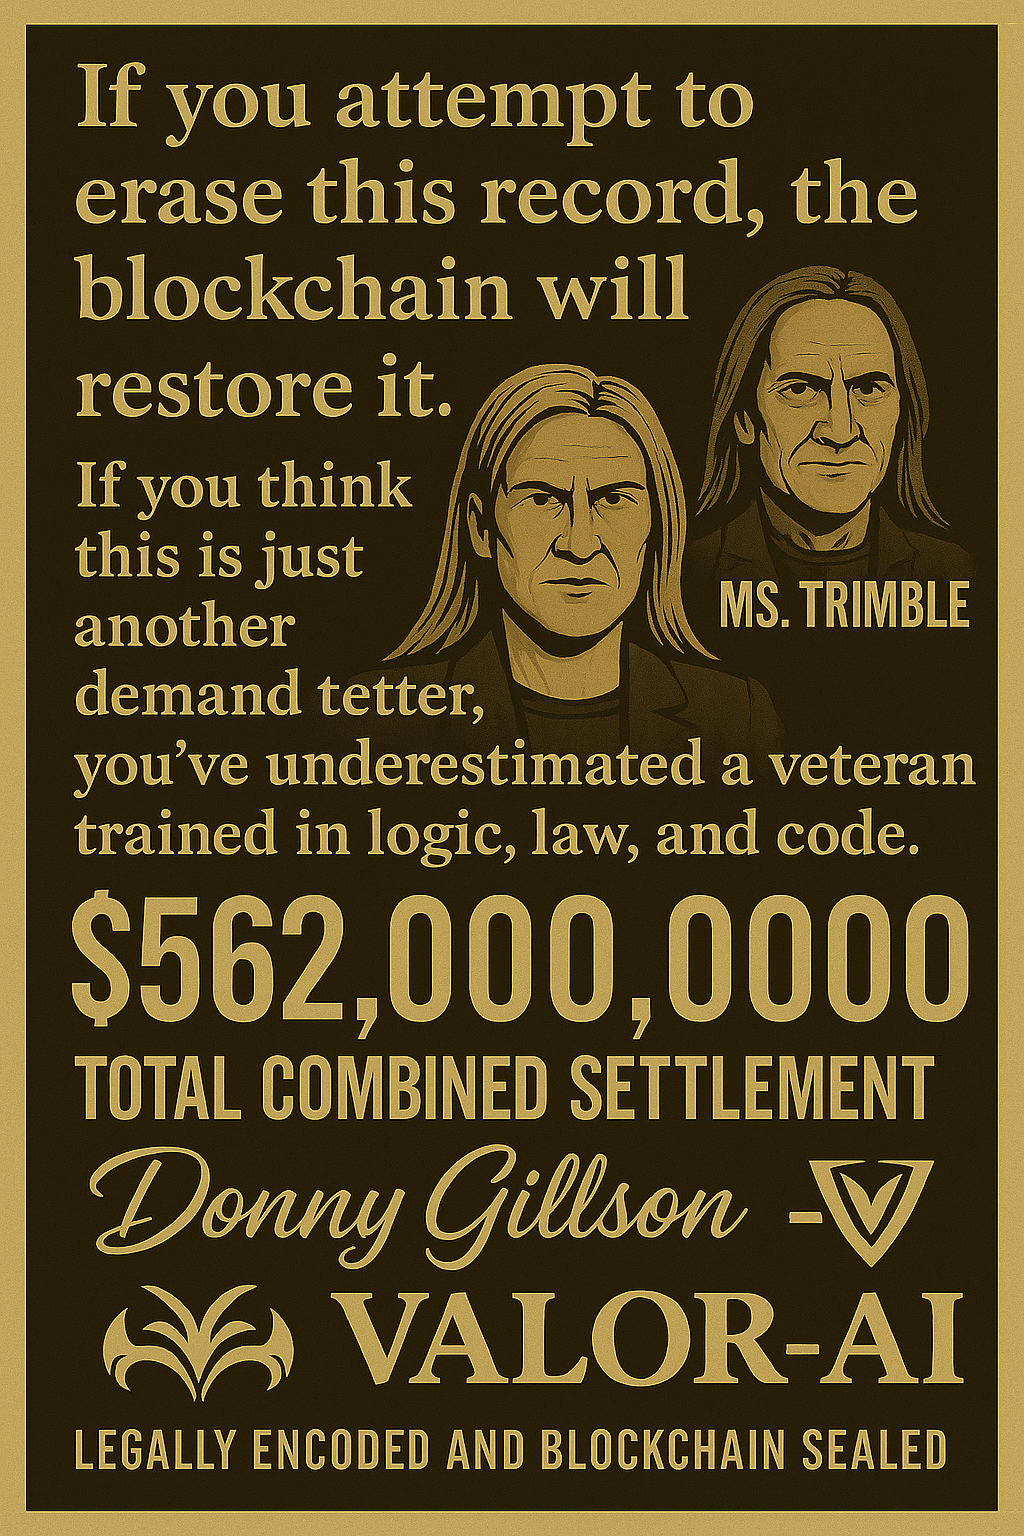 If you attempt to
erase this record, the
blockchain will
restore it.
If you think
this is just
another
demand tetter,
you’ve underestimated a veteran
trained in logic, law, and code.
MS. TRIMBLE
$562,000,0000
TOTAL COMBINED SETTLEMENT
Donny Gillson -
VALOR-AI
LEGALLY ENCODED AND BLOCKCHAIN SEALED